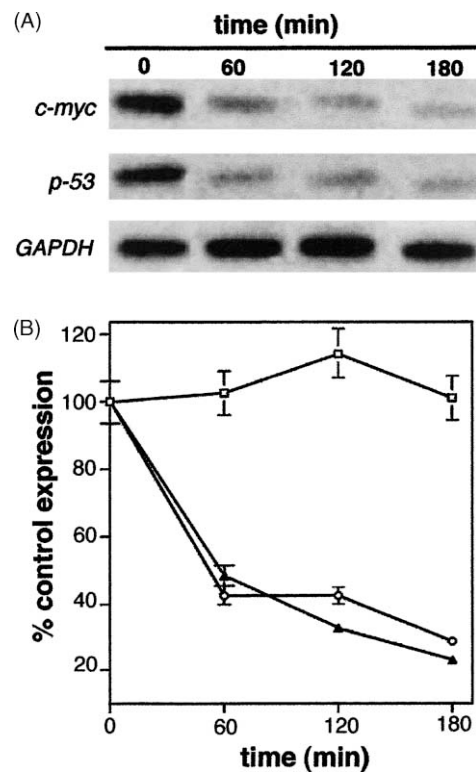 (A)
time (min)
0 60 120 180
c-myc
p-53
GAPDH
(B)
120
100
80
60
40
20
% control expression
0 60 120 180
time (min)